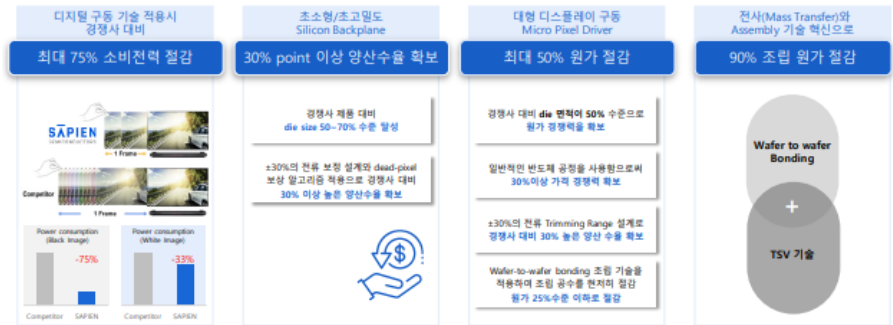 디지털 구동 기술 적용시
경쟁사 대비
최대 75% 소비전력 절감
SAPIEN
1 Frame
Competitor
1 Frame
Power consumption
(Black Image)
-75%
Competitor SAPIEN
Power consumption
(White Image)
-33%
Competitor SAPIEN
초소형/초고밀도
Silicon Backplane
30% point 이상 양산수율 확보
경쟁사 제품 대비
die size 50~70% 수준 달성
±30%의 전류 보정 설계와 dead-pixel
보상 알고리즘 적용으로 경쟁사 대비
30% 이상 높은 양산수율 확보
대형 디스플레이 구동
Micro Pixel Driver
최대 50% 원가 절감
경쟁사 대비 die 면적이 50% 수준으로
원가 경쟁력을 확보
일반적인 반도체 공정을 사용함으로써
30%이상 가격 경쟁력 확보
±30%의 전류 Trimming Range 설계로
경쟁사 대비 30% 높은 양산 수율 확보
Wafer-to-wafer bonding 조립 기술을
적용하여 조립 공수를 현저히 절감
원가 25%수준 이하로 절감
전사(Mass Transfer)와
Assembly 기술 혁신으로
90% 조립 원가 절감
Wafer to wafer
Bonding
+
TSV 기술